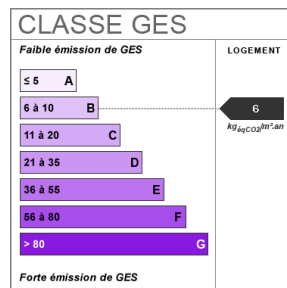 CLASSE GES
Faible émission de GES
LOGEMENT
≤ 5 A
6 à 10 B
6
kgéqCO2/m².an
11 à 20 C
21 à 35 D
36 à 55 E
56 à 80 F
> 80 G
Forte émission de GES